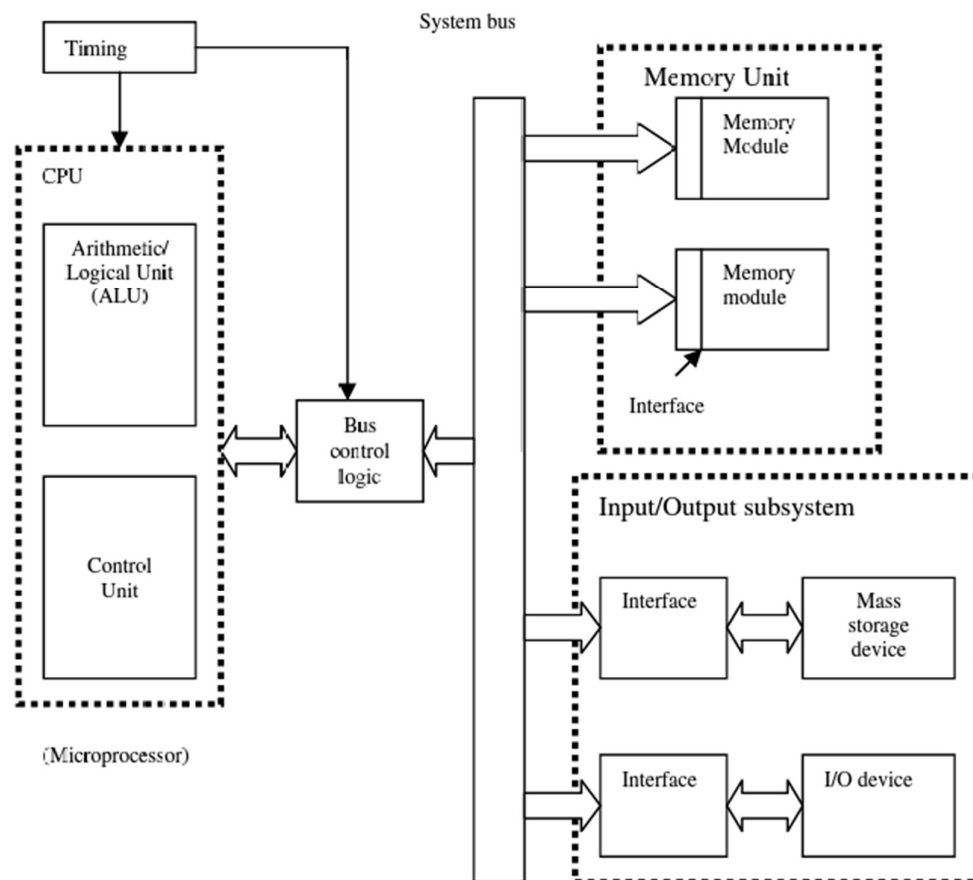 System bus
Timing
Memory Unit
Memory
Module
CPU
Arithmetic/
Logical Unit
(ALU)
Memory
module
Interface
Bus
control
logic
Input/Output subsystem
Control
Unit
Interface
Mass
storage
device
(Microprocessor)
Interface
I/O device